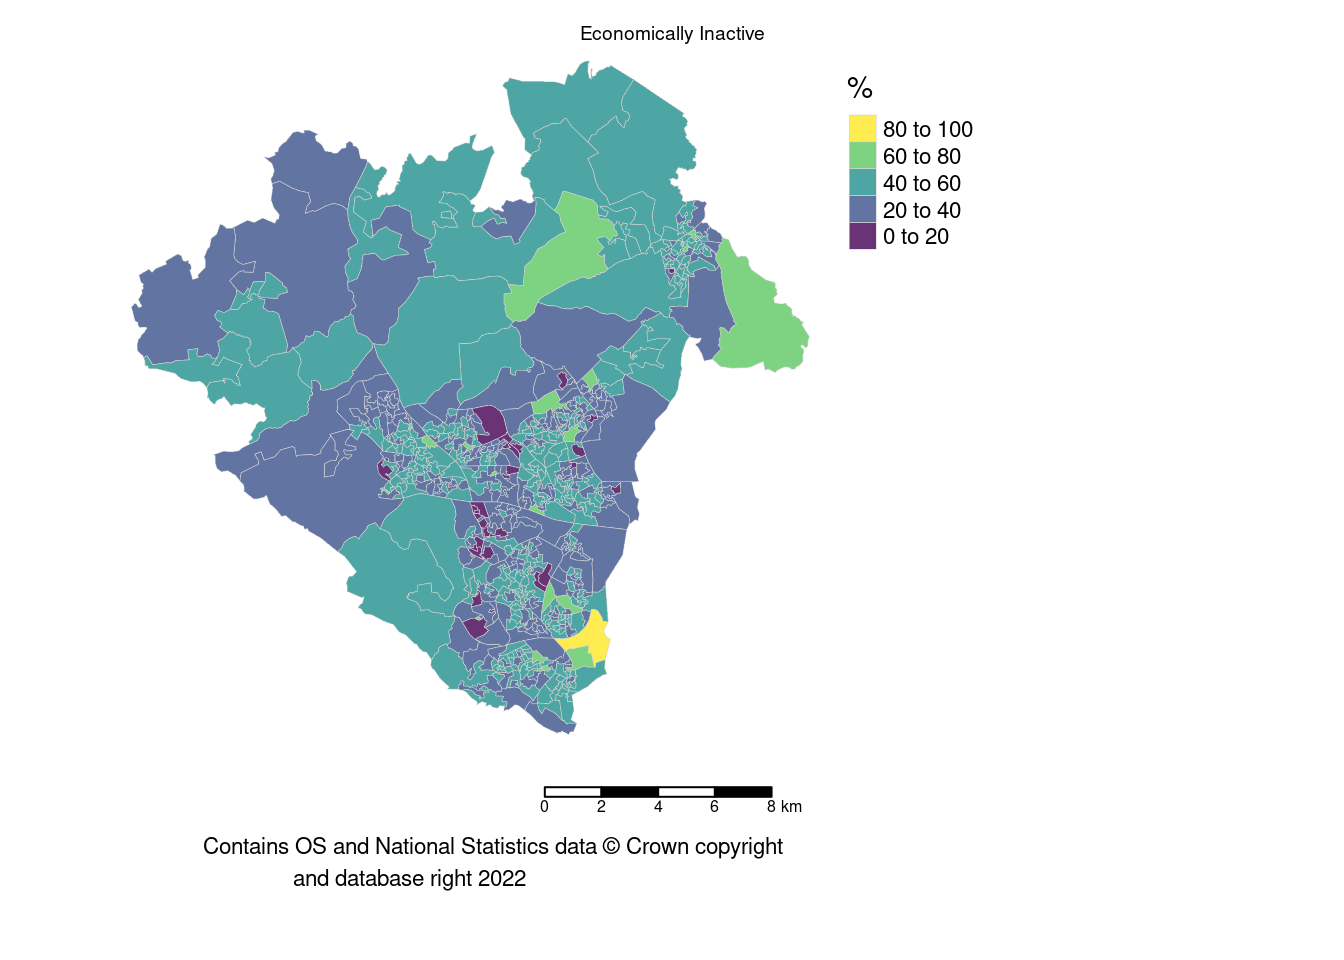 Economically Inactive
%
80 to 100
60 to 80
40 to 60
20 to 40
0 to 20
0 2 4 6 8 km
Contains OS and National Statistics data © Crown copyright
and database right 2022